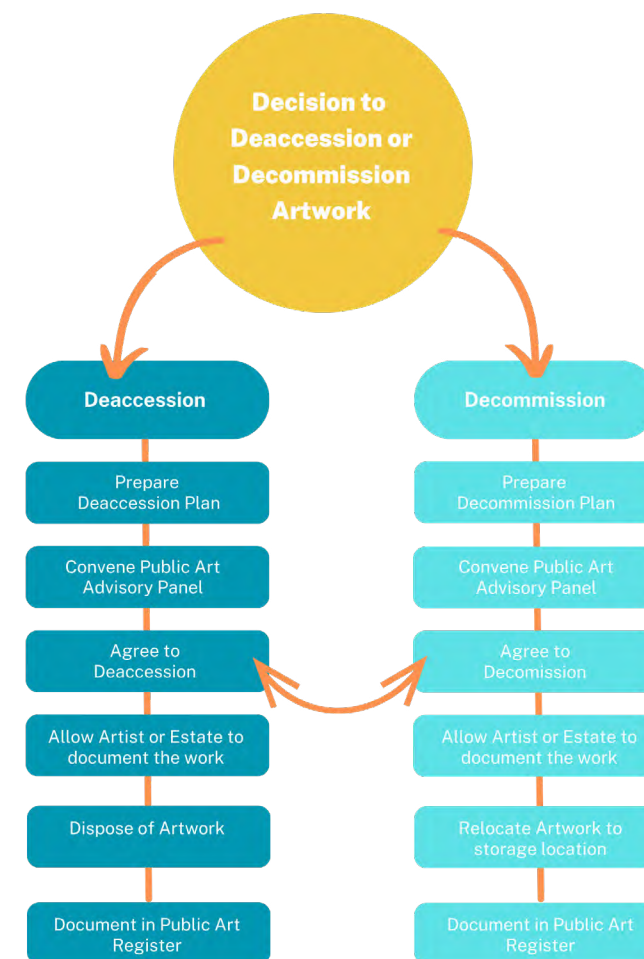 Decision to
Deaccession or
Decommission
Artwork
Deaccession
Prepare
Deaccession Plan
Convene Public Art
Advisory Panel
Agree to
Deaccession
Allow Artist or Estate to
document the work
Dispose of Artwork
Document in Public Art
Register
Decommission
Prepare
Decommission Plan
Convene Public Art
Advisory Panel
Agree to
Decomission
Allow Artist or Estate to
document the work
Relocate Artwork to
storage location
Document in Public Art
Register